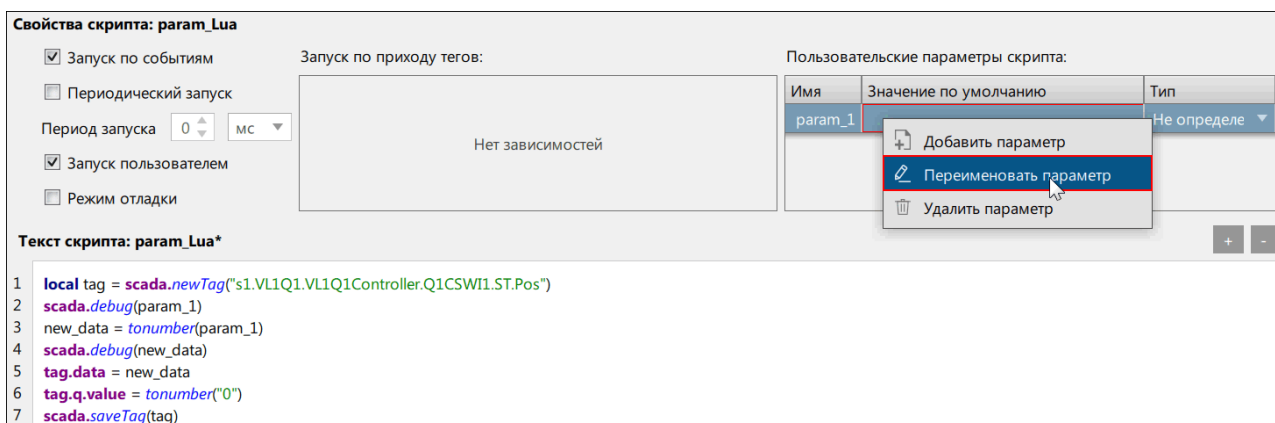 Свойства скрипта: param_Lua
Запуск по событиям
Периодический запуск
Период запуска 0 мс
Запуск пользователем
Режим отладки
Запуск по приходу тегов:
Нет зависимостей
Пользовательские параметры скрипта:
Имя Значение по умолчанию Тип
param_1 Не определе
Добавить параметр
Переименовать параметр
Удалить параметр
Текст скрипта: param_Lua*
+ -
1 local tag = scada.newTag("s1.VL1Q1.VL1Q1Controller.Q1CSWI1.ST.Pos")
2 scada.debug(param_1)
3 new_data = tonumber(param_1)
4 scada.debug(new_data)
5 tag.data = new_data
6 tag.q.value = tonumber("0")
7 scada.saveTag(tag)